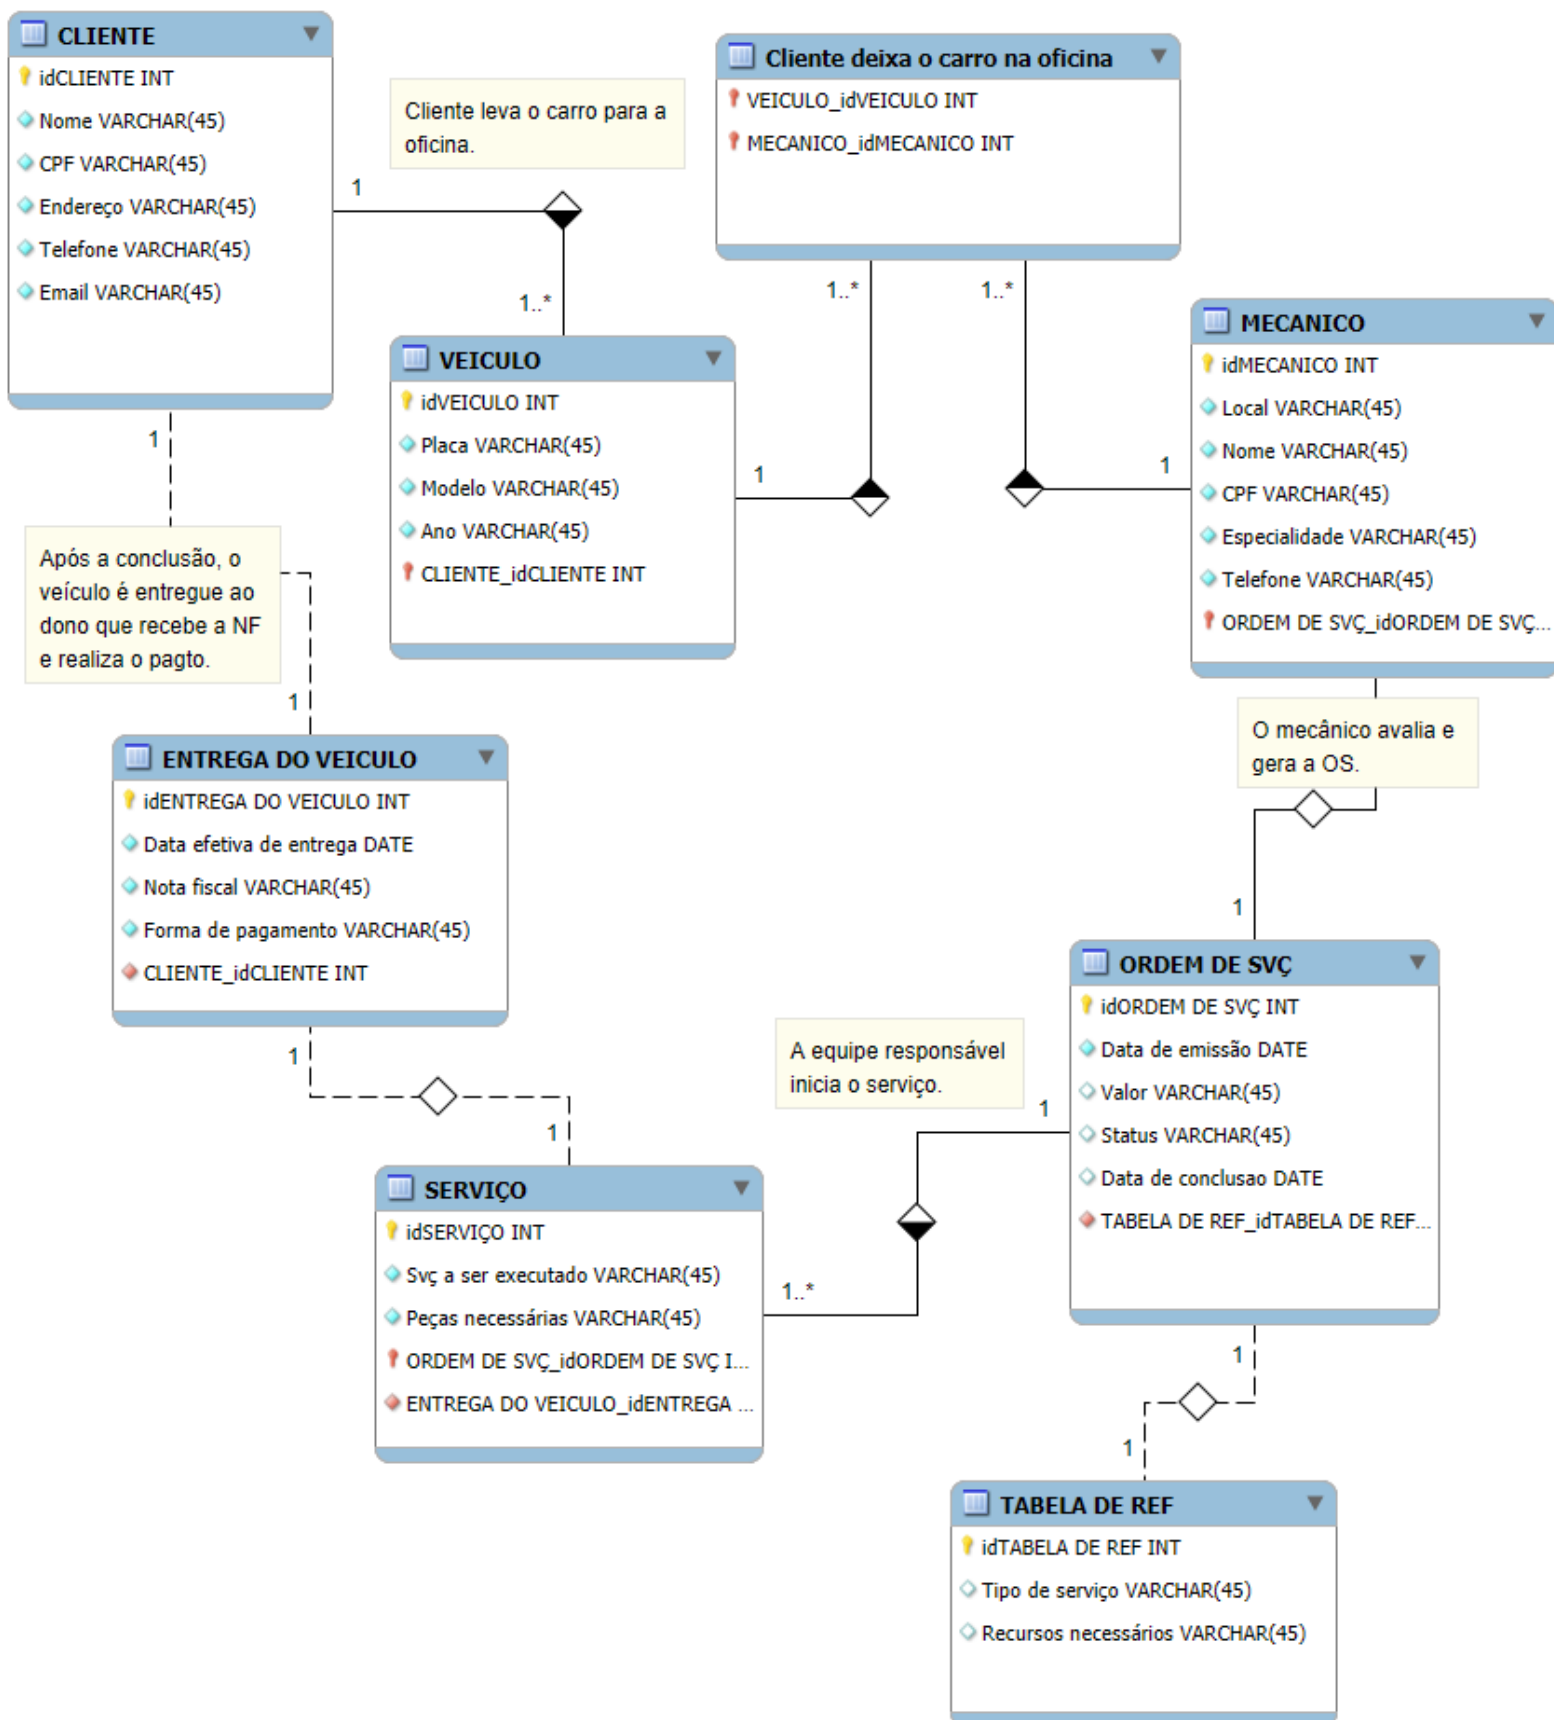 CLIENTE
idCLIENTE INT
Nome VARCHAR(45)
CPF VARCHAR(45)
Endereço VARCHAR(45)
Telefone VARCHAR(45)
Email VARCHAR(45)
Cliente leva o carro para a
oficina.
1
1..*
Cliente deixa o carro na oficina
VEICULO_idVEICULO INT
MECANICO_idMECANICO INT
1..*
1..*
VEICULO
idVEICULO INT
Placa VARCHAR(45)
Modelo VARCHAR(45)
Ano VARCHAR(45)
CLIENTE_idCLIENTE INT
1
1
MECANICO
idMECANICO INT
Local VARCHAR(45)
Nome VARCHAR(45)
CPF VARCHAR(45)
Especialidade VARCHAR(45)
Telefone VARCHAR(45)
ORDEM DE SVÇ_idORDEM DE SVÇ...
1
Após a conclusão, o
veículo é entregue ao
dono que recebe a NF
e realiza o pagto.
1
O mecânico avalia e
gera a OS.
1
ENTREGA DO VEICULO
idENTREGA DO VEICULO INT
Data efetiva de entrega DATE
Nota fiscal VARCHAR(45)
Forma de pagamento VARCHAR(45)
CLIENTE_idCLIENTE INT
1
1
ORDEM DE SVÇ
idORDEM DE SVÇ INT
Data de emissão DATE
Valor VARCHAR(45)
Status VARCHAR(45)
Data de conclusao DATE
TABELA DE REF_idTABELA DE REF...
A equipe responsável
inicia o serviço.
1
1..*
SERVIÇO
idSERVIÇO INT
Svç a ser executado VARCHAR(45)
Peças necessárias VARCHAR(45)
ORDEM DE SVÇ_idORDEM DE SVÇ I...
ENTREGA DO VEICULO_idENTREGA ...
1
1
TABELA DE REF
idTABELA DE REF INT
Tipo de serviço VARCHAR(45)
Recursos necessários VARCHAR(45)